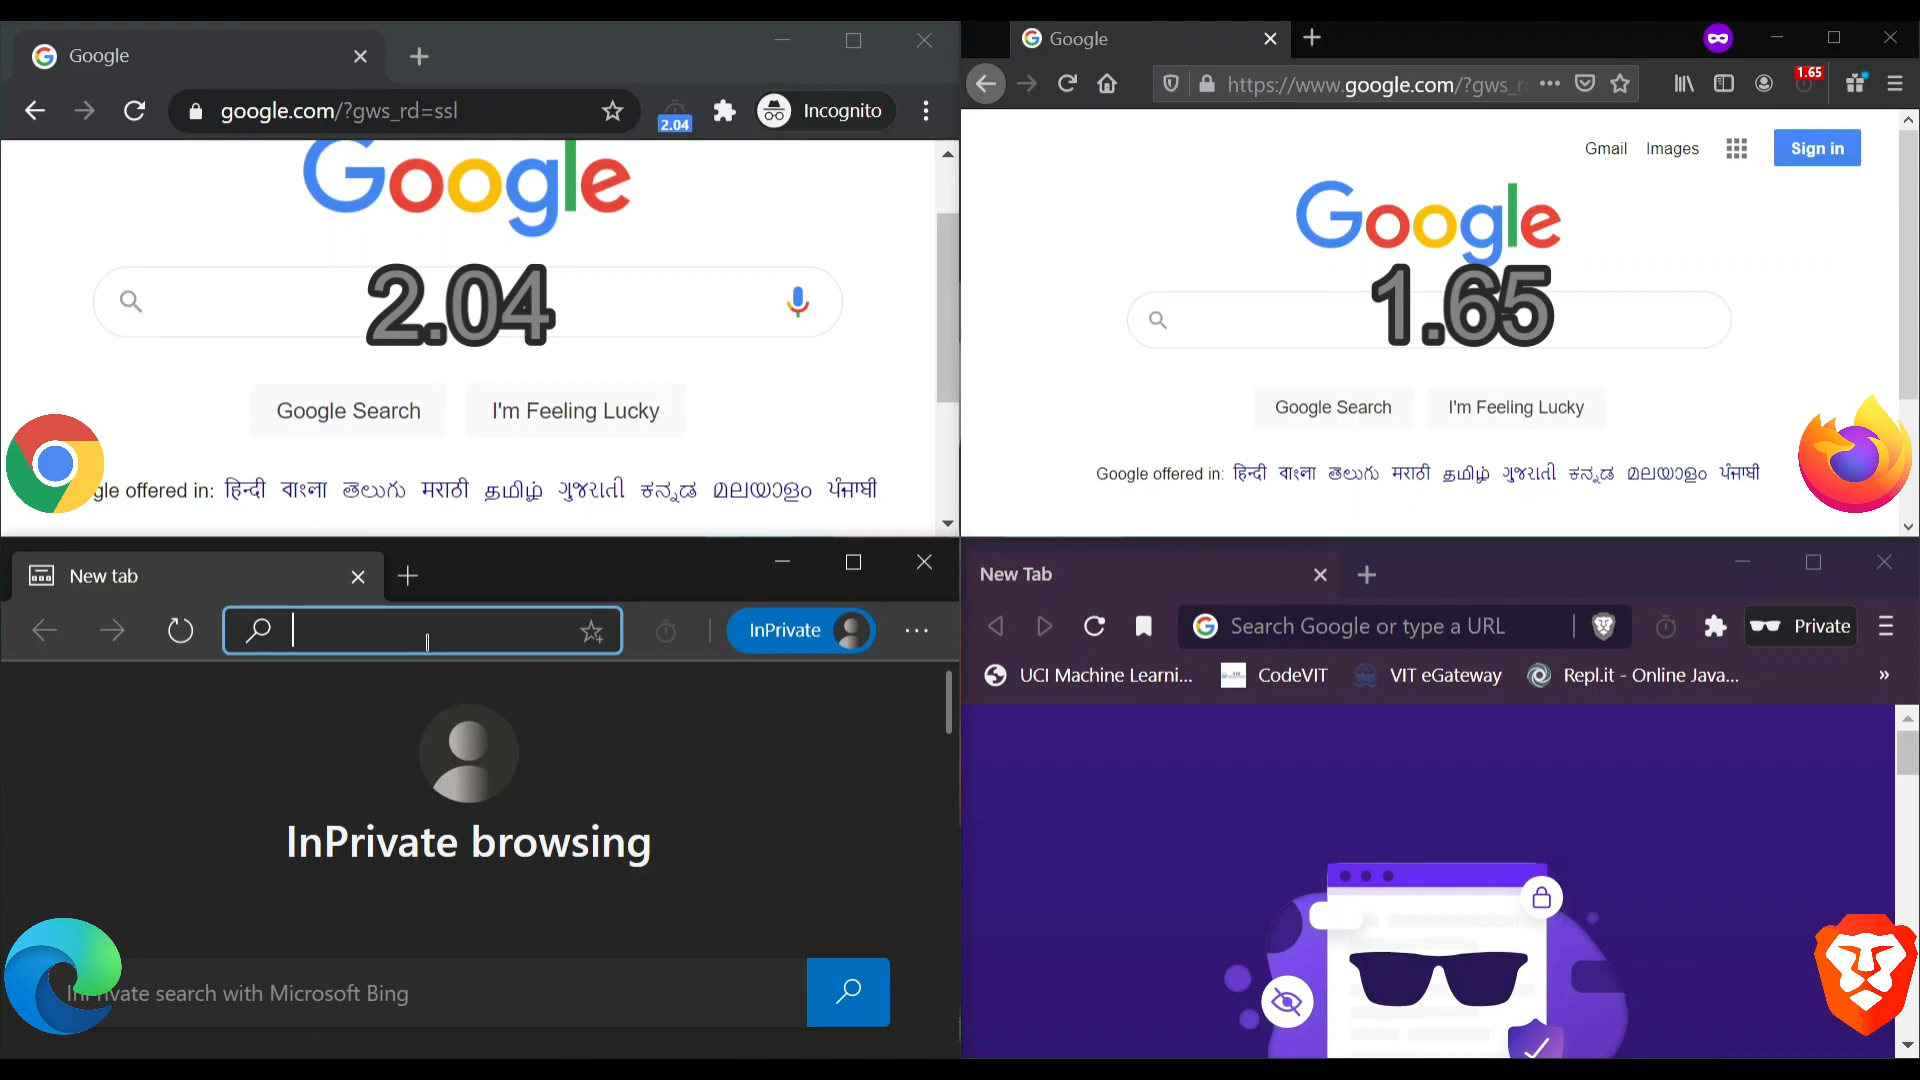 Google
google.com/?gws_rd=ssl
2.04
Incognito
Google
2.04
Google Search
I'm Feeling Lucky
gle offered in: हिन्दी বাংলা తెలుగు मराठी தமிழ் ગુજરાતી ಕನ್ನಡ മലയാളം ਪੰਜਾਬੀ
Google
https://www.google.com/?gws_r
1.65
Gmail
Images
Sign in
Google
1.65
Google Search
I'm Feeling Lucky
Google offered in: हिन्दी বাংলা తెలుగు मराठी தமிழ் ગુજરાતી ಕನ್ನಡ മലയാളം ਪੰਜਾਬੀ
New tab
InPrivate
InPrivate browsing
InPrivate search with Microsoft Bing
New Tab
Search Google or type a URL
Private
UCI Machine Learni...
CodeVIT
VIT eGateway
Repl.it - Online Java...